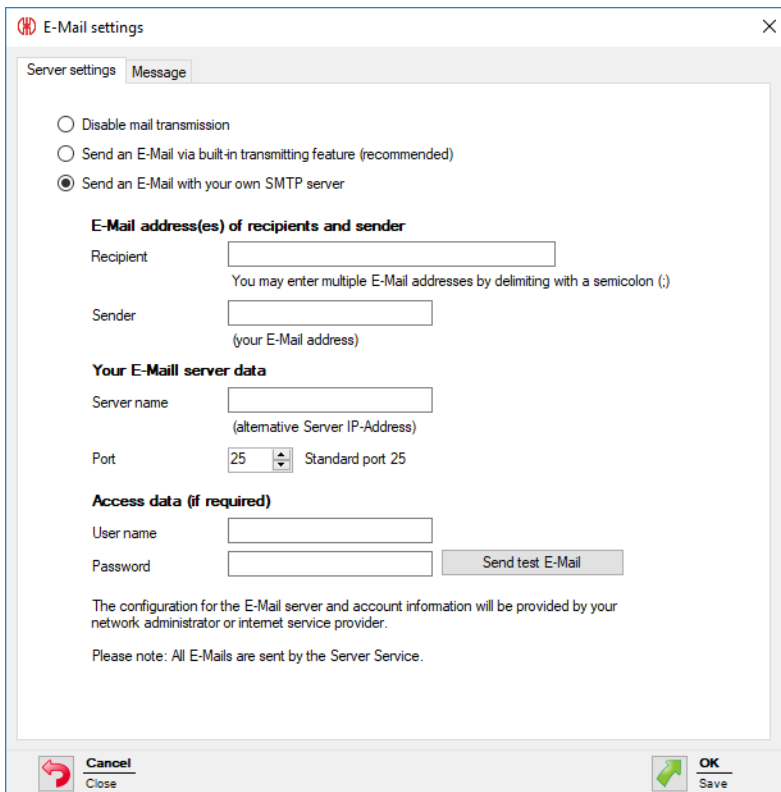 E-Mail settings
Server settings Message
Disable mail transmission
Send an E-Mail via built-in transmitting feature (recommended)
Send an E-Mail with your own SMTP server
E-Mail address(es) of recipients and sender
Recipient
You may enter multiple E-Mail addresses by delimiting with a semicolon (;)
Sender
(your E-Mail address)
Your E-Maill server data
Server name
(alternative Server IP-Address)
Port 25 Standard port 25
Access data (if required)
User name
Password Send test E-Mail
The configuration for the E-Mail server and account information will be provided by your
network administrator or internet service provider.
Please note: All E-Mails are sent by the Server Service.
Cancel OK
Close Save